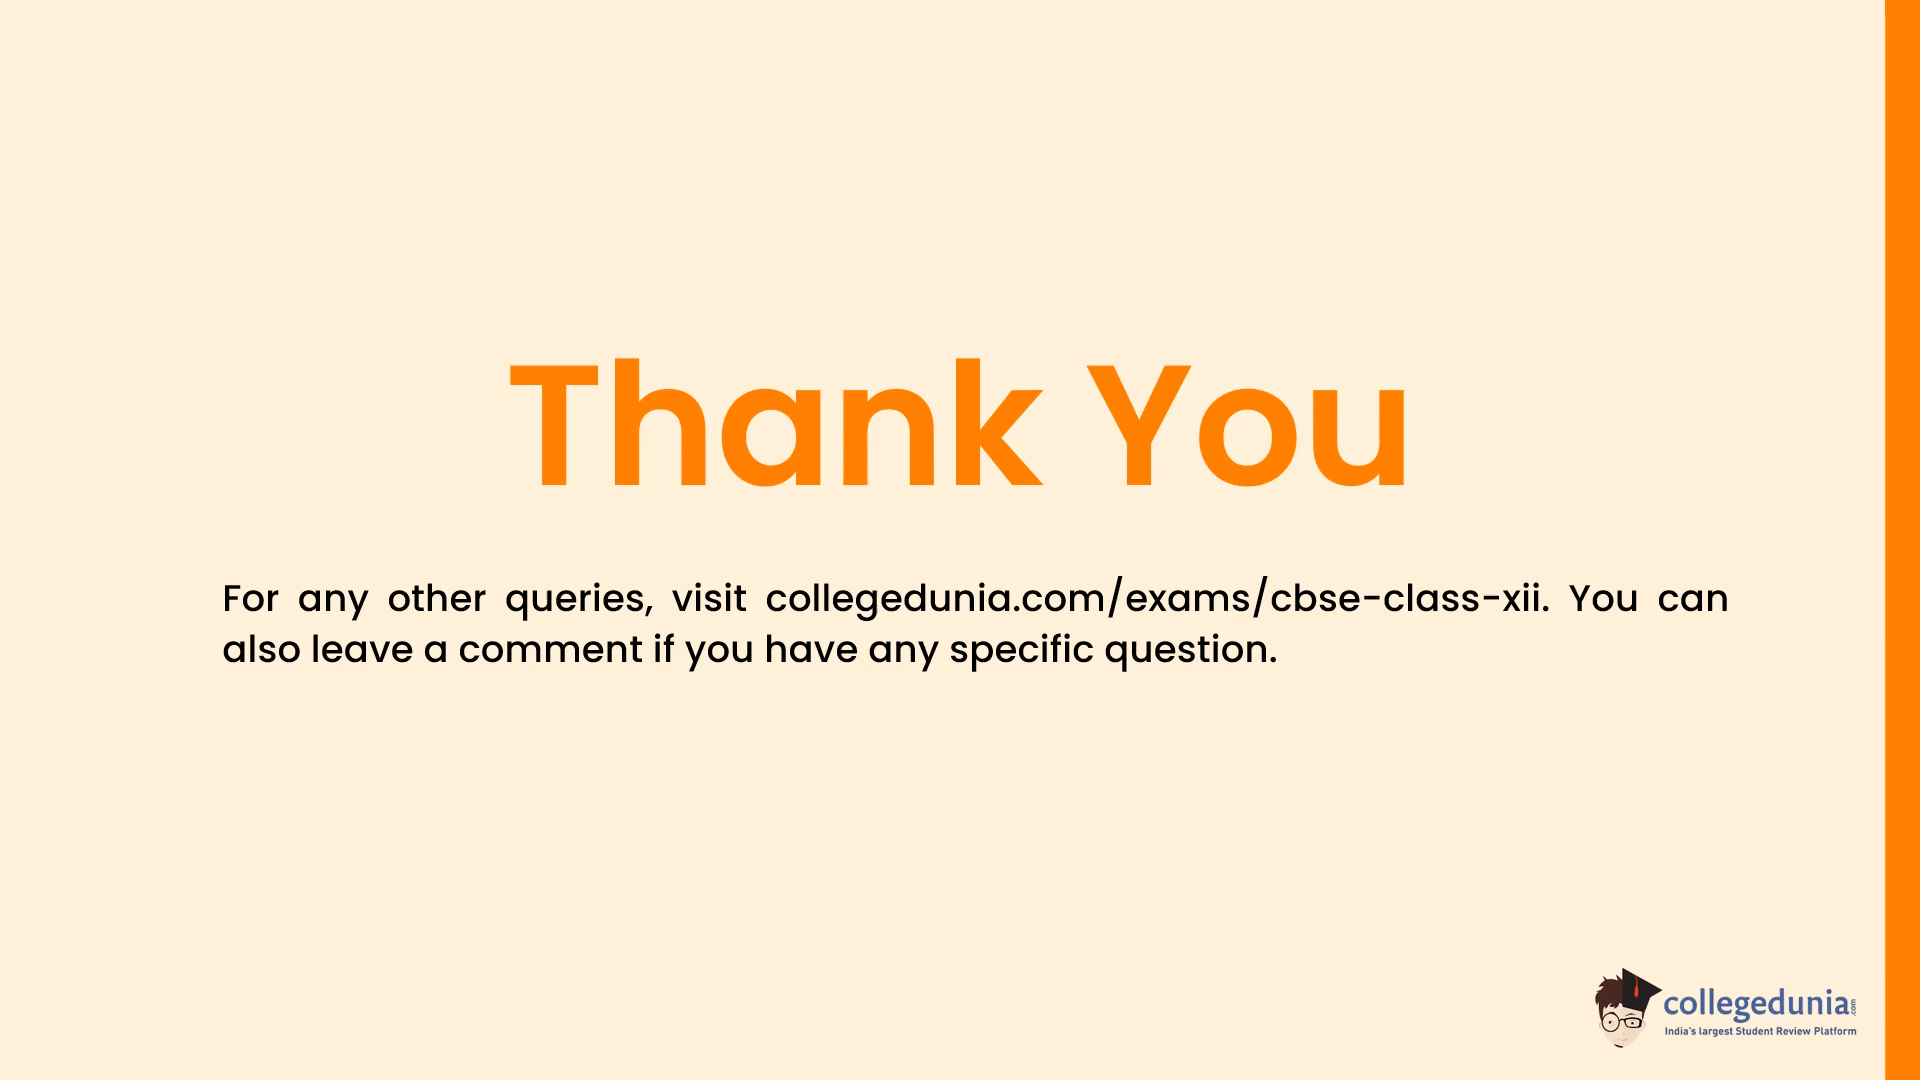 Thank You
For any other queries, visit collegedunia.com/exams/cbse-class-xii. You can
also leave a comment if you have any specific question.
collegedunia.com
India's largest Student Review Platform